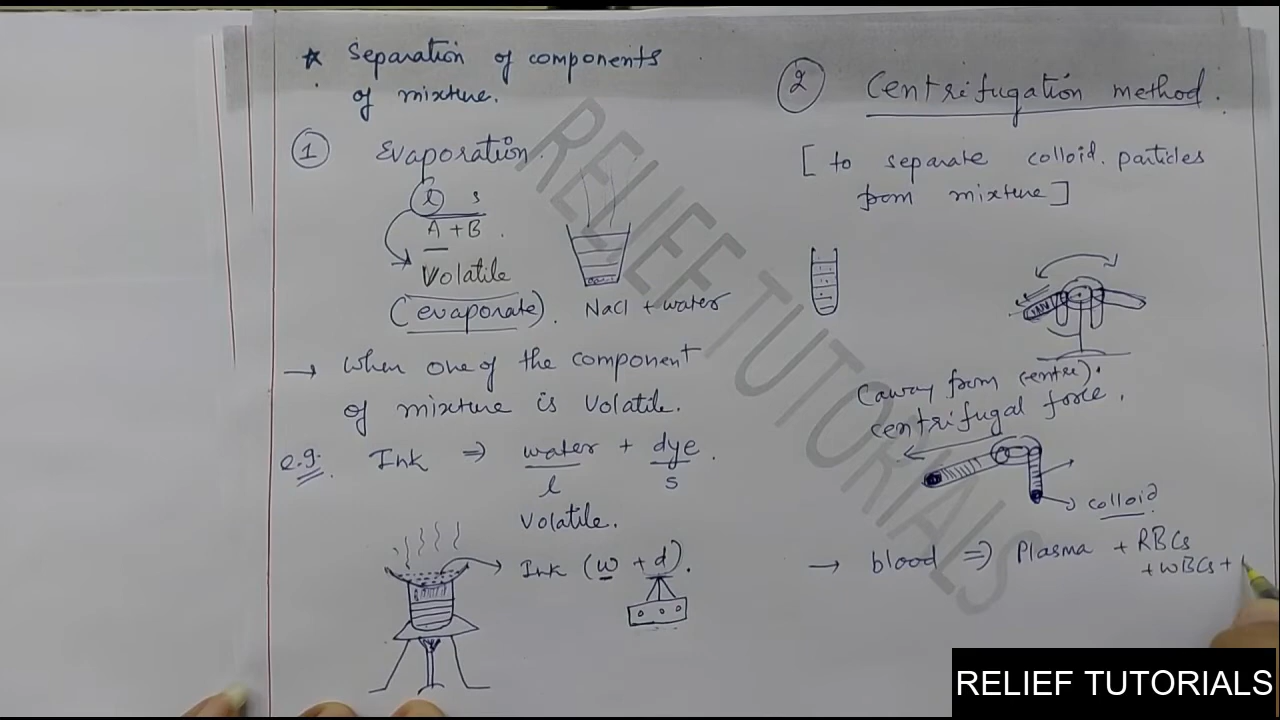 * Separation of components
of mixture.
1 Evaporation.
l s
A + B.
Volatile
(evaporate).
NaCl + water
→ When one of the component
of mixture is Volatile.
e.g. Ink ⇒ water + dye.
l s
Volatile.
Ink (w + d).
2 Centrifugation method.
[to separate colloid particles
from mixture]
(away from centre).
centrifugal force.
colloid
→ blood ⇒ Plasma + RBCs
+ WBCs +
RELIEF TUTORIALS
RELIEF TUTORIALS